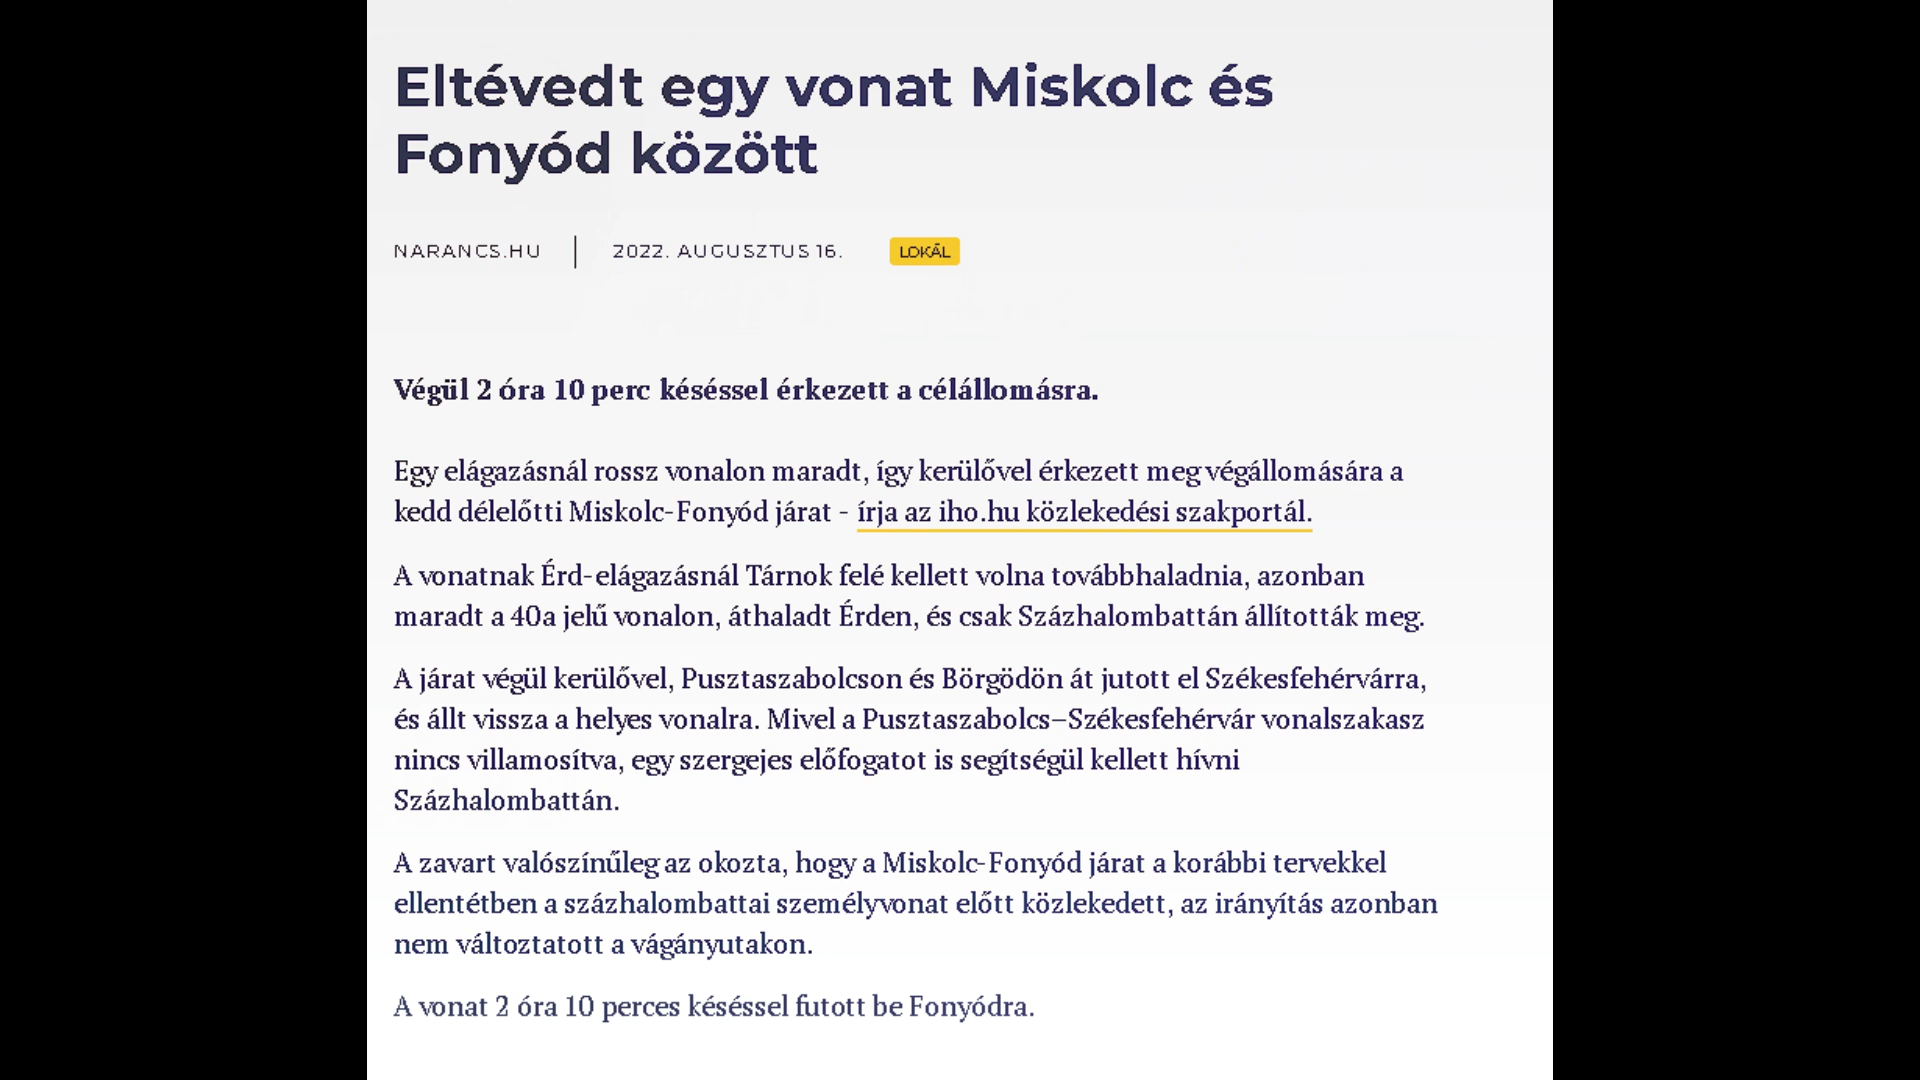 Eltévedt egy vonat Miskolc és
Fonyód között
NARANCS.HU
2022. AUGUSZTUS 16.
LOKÁL
Végül 2 óra 10 perc késéssel érkezett a célállomásra.
Egy elágazásnál rossz vonalon maradt, így kerülővel érkezett meg végállomására a
kedd délelőtti Miskolc-Fonyód járat - írja az iho.hu közlekedési szakportál.
A vonatnak Érd-elágazásnál Tárnok felé kellett volna továbbhaladnia, azonban
maradt a 40a jelű vonalon, áthaladt Érden, és csak Százhalombattán állították meg.
A járat végül kerülővel, Pusztaszabolcson és Börgödön át jutott el Székesfehérvárra,
és állt vissza a helyes vonalra. Mivel a Pusztaszabolcs–Székesfehérvár vonalszakasz
nincs villamosítva, egy szergejes előfogatot is segítségül kellett hívni
Százhalombattán.
A zavart valószínűleg az okozta, hogy a Miskolc-Fonyód járat a korábbi tervekkel
ellentétben a százhalombattai személyvonat előtt közlekedett, az irányítás azonban
nem változtatott a vágányutakon.
A vonat 2 óra 10 perces késéssel futott be Fonyódra.